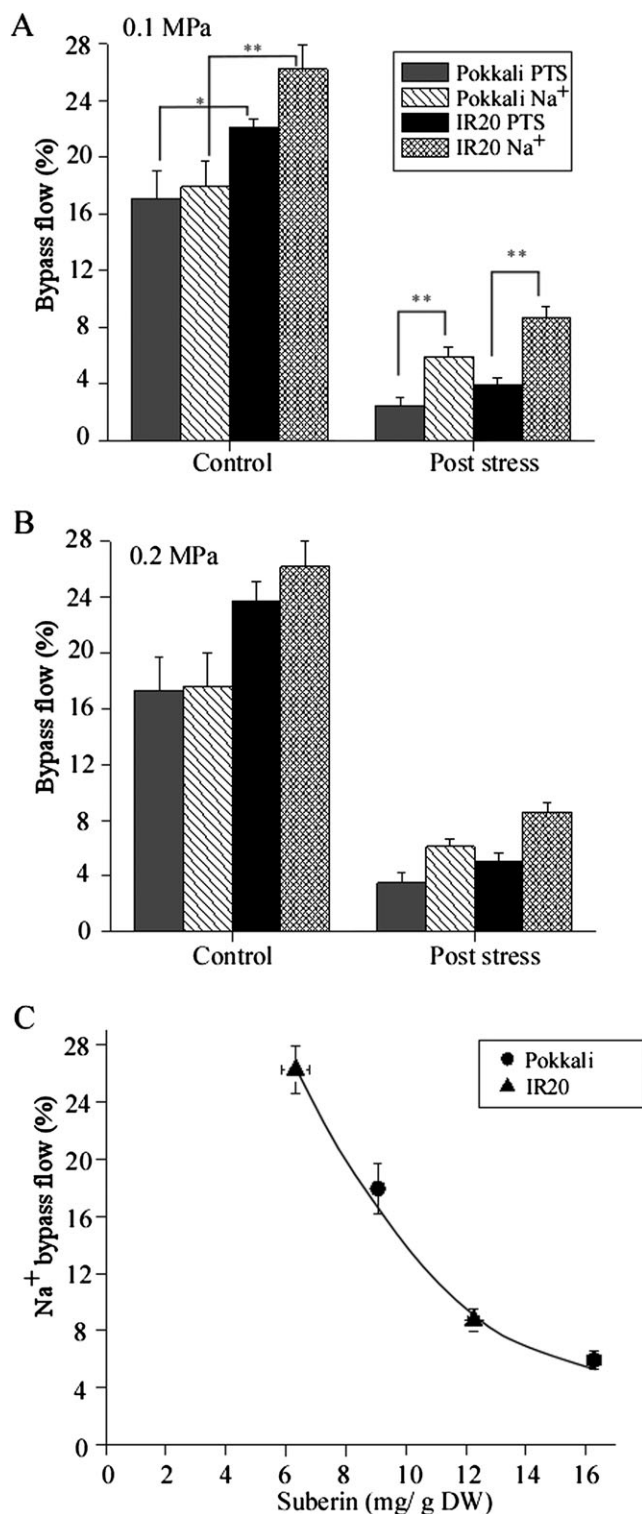 A
0.1 MPa
28
24
20
16
12
8
4
0
Bypass flow (%)
*
**
**
**
Pokkali PTS
Pokkali Na+
IR20 PTS
IR20 Na+
Control
Post stress
B
0.2 MPa
28
24
20
16
12
8
4
0
Bypass flow (%)
Control
Post stress
C
28
24
20
16
12
8
4
0
Na+ bypass flow (%)
Pokkali
IR20
0 2 4 6 8 10 12 14 16
Suberin (mg/ g DW)